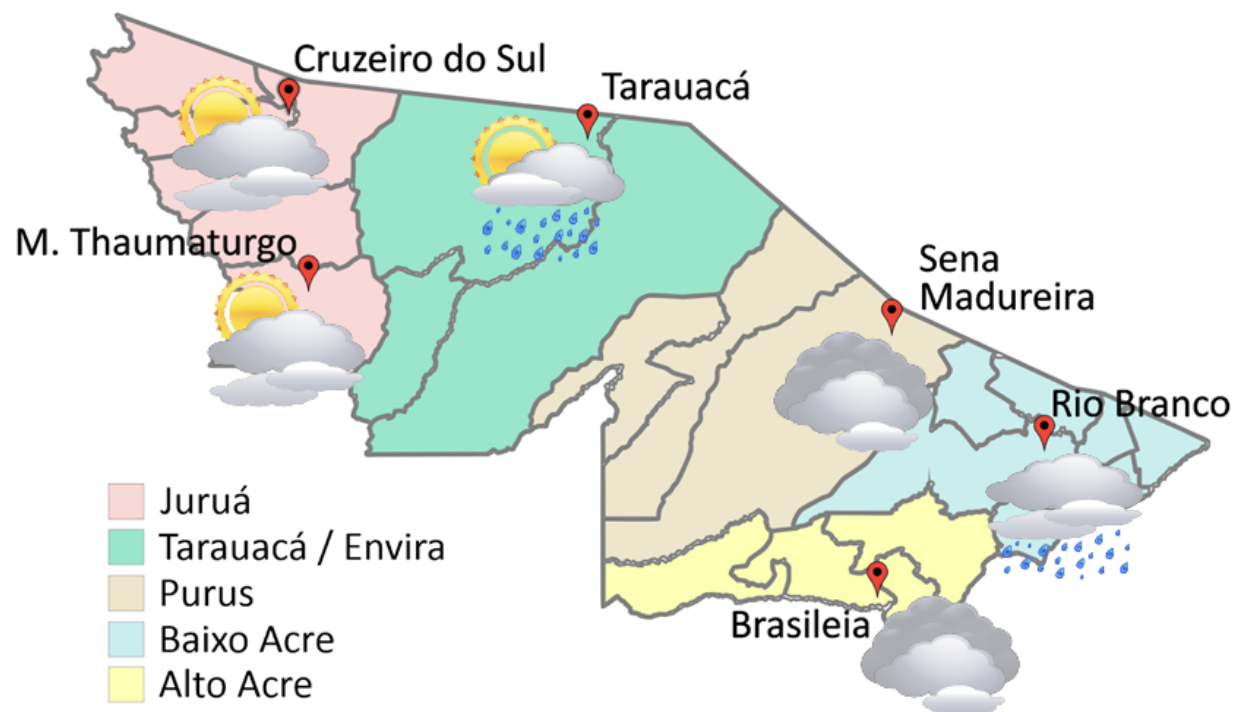 Cruzeiro do Sul
Tarauacá
M. Thaumaturgo
Sena
Madureira
Rio Branco
Brasileia
Juruá
Tarauacá / Envira
Purus
Baixo Acre
Alto Acre